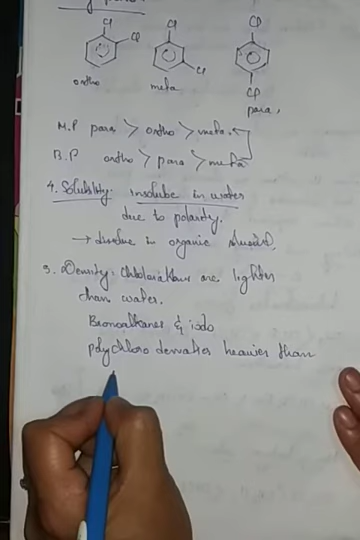 Cl Cl Cl
Cl
Cl
Cl
ortho meta para,
M.P para > ortho > meta.
B.P ortho > para > meta
4. Solubility: insoluble in water
due to polarity.
→ dissolve in organic
5. Density: Chloroalkane are lighter
than water.
Bromoalkanes & iodo
polychloro derivatives heavier than